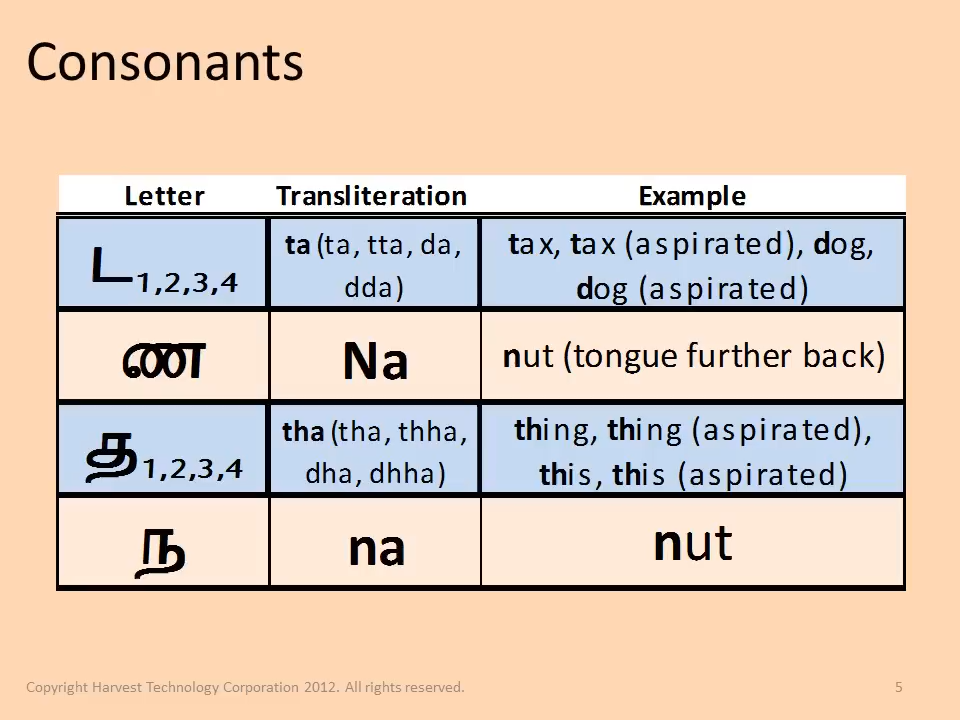 Consonants
Letter Transliteration Example
ட1,2,3,4 ta (ta, tta, da, dda) tax, tax (aspirated), dog, dog (aspirated)
ண Na nut (tongue further back)
த1,2,3,4 tha (tha, thha, dha, dhha) thing, thing (aspirated), this, this (aspirated)
ந na nut
Copyright Harvest Technology Corporation 2012. All rights reserved. 5